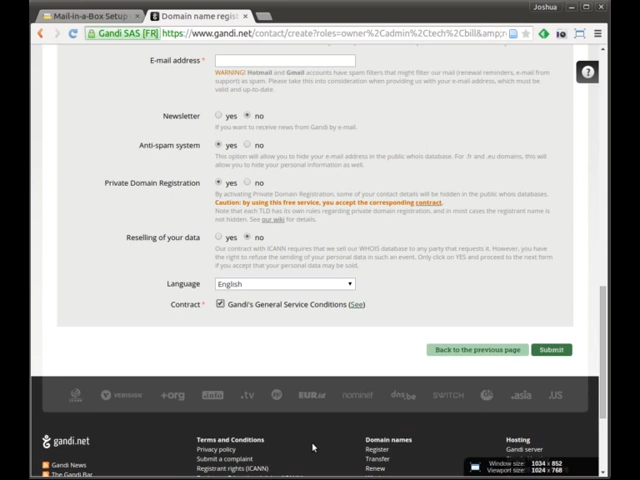 Joshua
Mail-in-a-Box Setup
Domain name regist
Gandi SAS [FR]
https://www.gandi.net/contact/create?roles=owner%2Cadmin%2Ctech%2Cbill&amp;ro
E-mail address *
WARNING! Hotmail and Gmail accounts have spam filters that might filter our mail (renewal reminders, e-mail from
support) as spam. Please take this into consideration when providing us with your e-mail address, which must be
valid and up-to-date.
Newsletter
yes no
If you want to receive news from Gandi by e-mail.
Anti-spam system
yes no
This option will allow you to hide your e-mail address in the public whois database. For .fr and .eu domains, this will
allow you to hide your personal information as well.
Private Domain Registration
yes no
By activating Private Domain Registration, some of your contact details will be hidden in the public whois databases.
Caution: by using this free service, you accept the corresponding contract.
Note that each TLD has its own rules regarding private domain registration, and in most cases the registrant name is
not hidden. See our wiki for details.
Reselling of your data
yes no
Our contract with ICANN requires that we sell our WHOIS database to any party that requests it. However, you have
the right to refuse the sending of your personal data in such an event. Only click on YES and proceed to the next form
if you accept that your personal data may be sold.
Language
English
Contract *
Gandi's General Service Conditions (See)
Back to the previous page
Submit
VERISIGN
.org
.tv
EURid
nominet
dns.be
SWITCH
.asia
.US
gandi.net
Terms and Conditions
Privacy policy
Submit a complaint
Registrant rights (ICANN)
Domain names
Register
Transfer
Renew
Hosting
Gandi server
Gandi News
The Gandi Bar
Window size: 1034 x 852
Viewport size: 1024 x 768